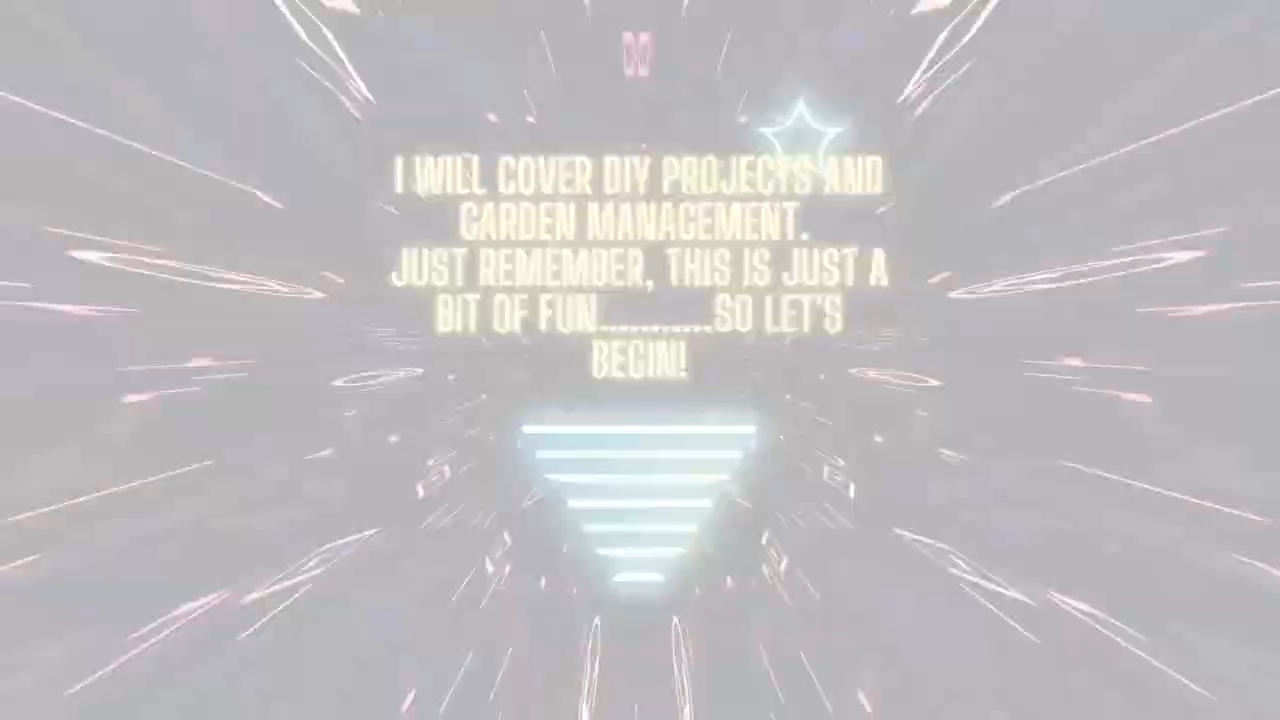 I WILL COVER DIY PROJECTS AND
GARDEN MANAGEMENT.
JUST REMEMBER, THIS IS JUST A
BIT OF FUN...........SO LET'S
BEGIN!